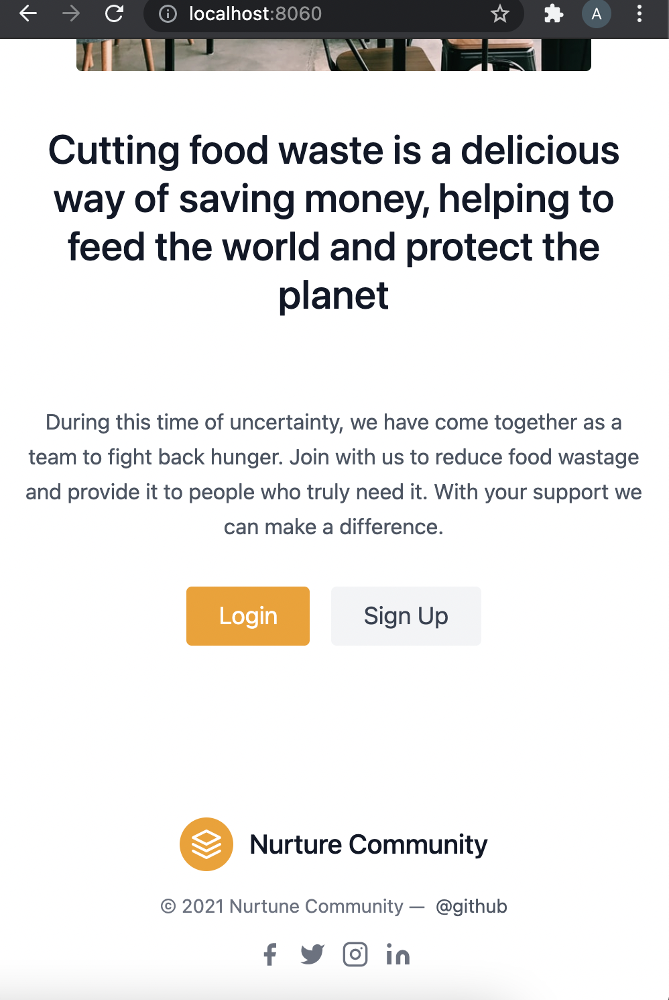 localhost:8060
A
Cutting food waste is a delicious
way of saving money, helping to
feed the world and protect the
planet
During this time of uncertainty, we have come together as a
team to fight back hunger. Join with us to reduce food wastage
and provide it to people who truly need it. With your support we
can make a difference.
Login
Sign Up
Nurture Community
© 2021 Nurtune Community — @github